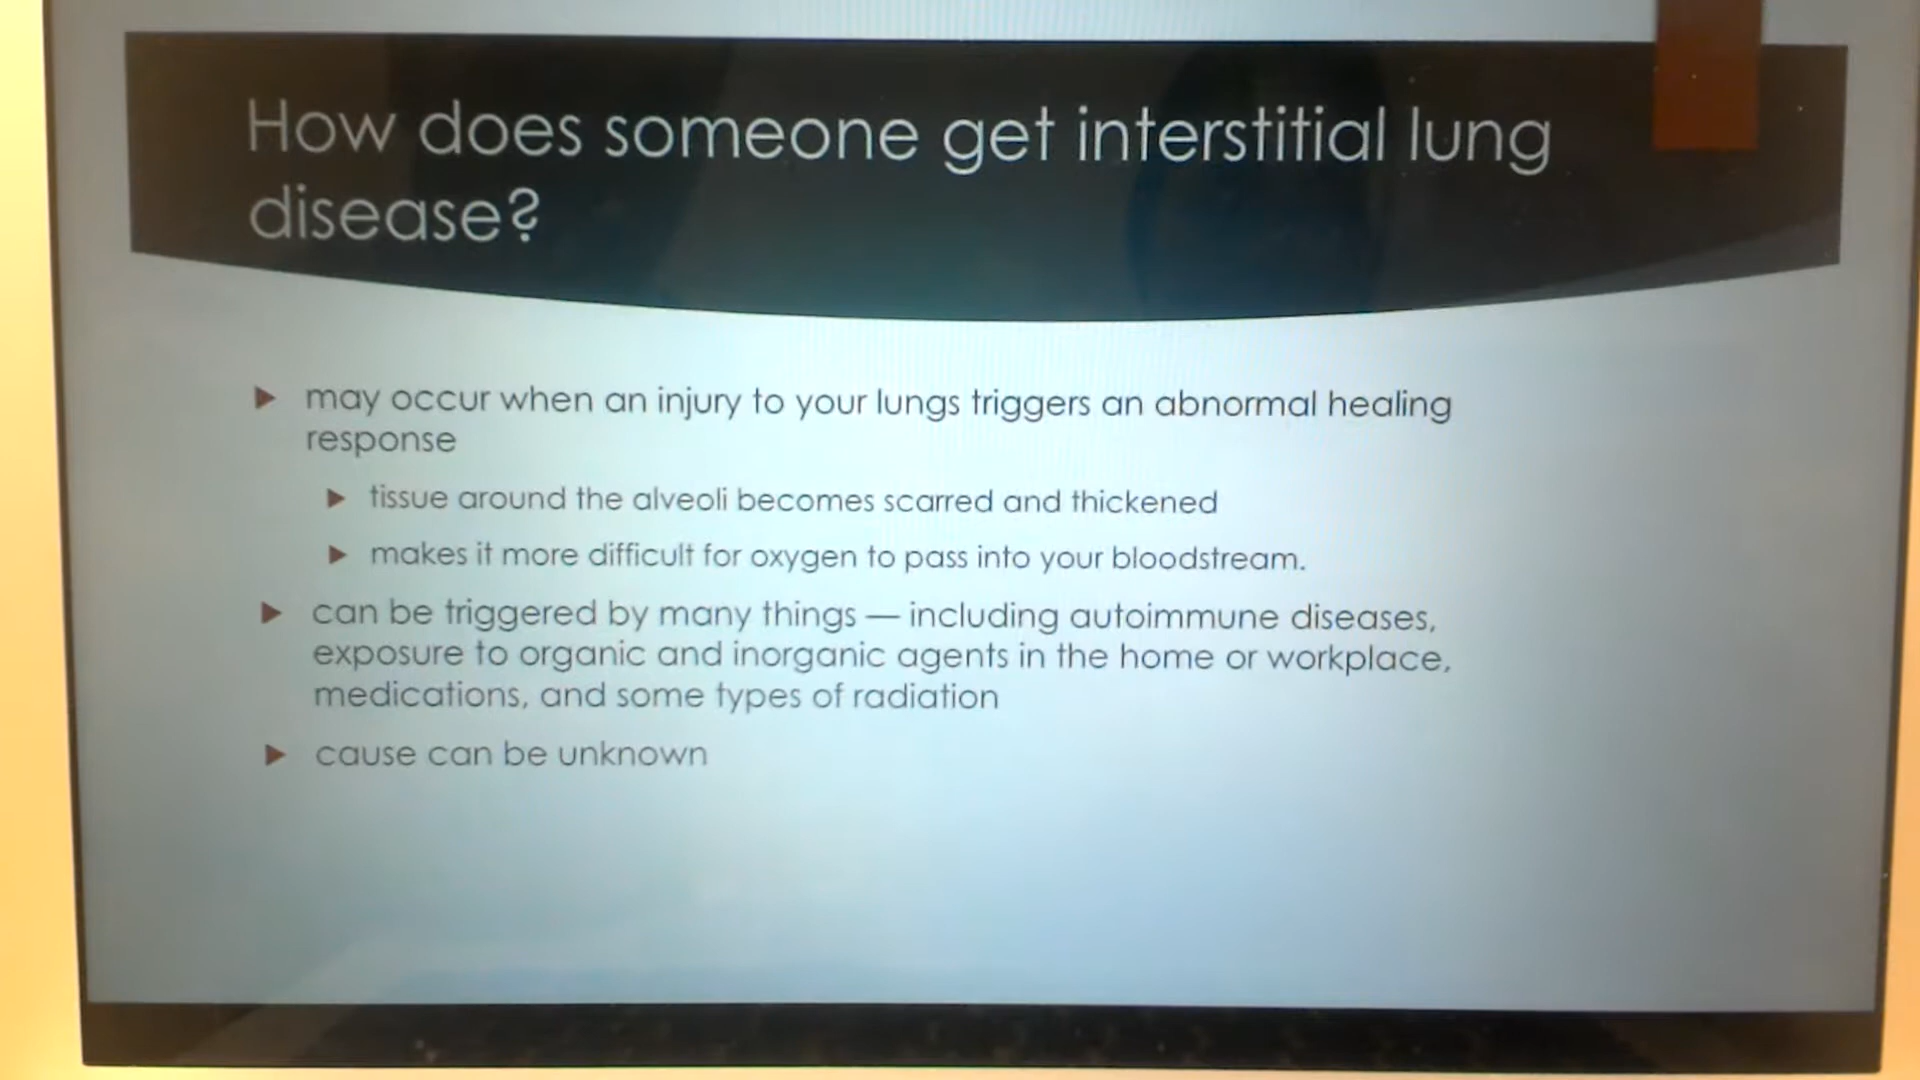 How does someone get interstitial lung
disease?
may occur when an injury to your lungs triggers an abnormal healing
response
tissue around the alveoli becomes scarred and thickened
makes it more difficult for oxygen to pass into your bloodstream.
can be triggered by many things — including autoimmune diseases,
exposure to organic and inorganic agents in the home or workplace,
medications, and some types of radiation
cause can be unknown